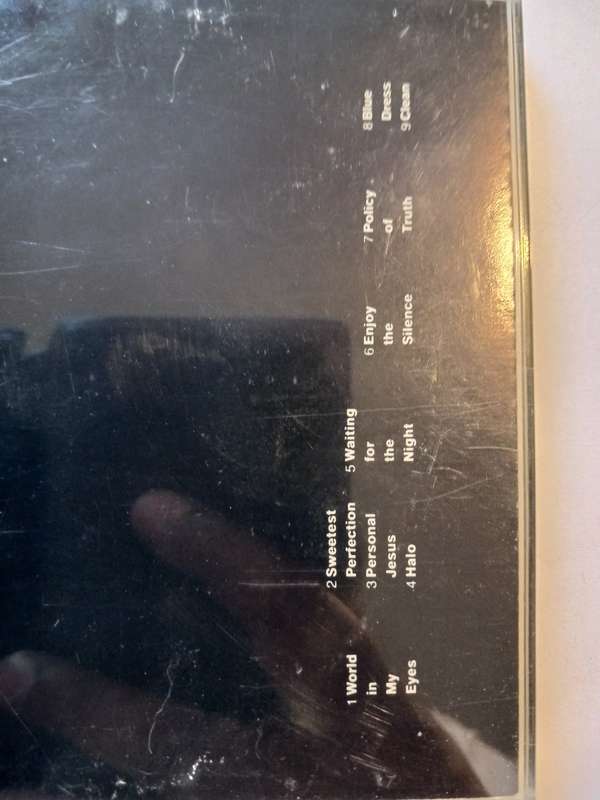 1 World
in
My
Eyes
2 Sweetest
Perfection
3 Personal
Jesus
4 Halo
5 Waiting
for
the
Night
6 Enjoy
the
Silence
7 Policy
of
Truth
8 Blue
Dress
9 Clean